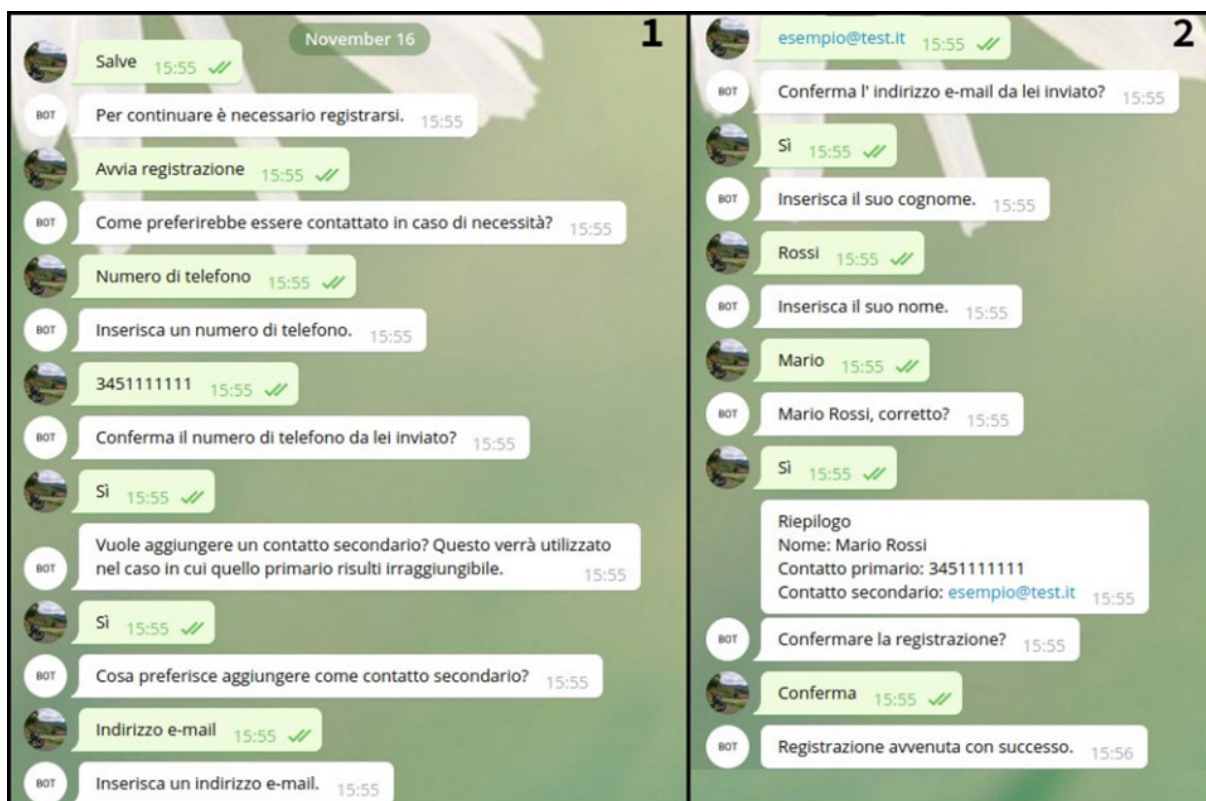 November 16
1
Salve 15:55
BOT Per continuare è necessario registrarsi. 15:55
Avvia registrazione 15:55
BOT Come preferirebbe essere contattato in caso di necessità? 15:55
Numero di telefono 15:55
BOT Inserisca un numero di telefono. 15:55
3451111111 15:55
BOT Conferma il numero di telefono da lei inviato? 15:55
Sì 15:55
Vuole aggiungere un contatto secondario? Questo verrà utilizzato
BOT nel caso in cui quello primario risulti irraggiungibile. 15:55
Sì 15:55
BOT Cosa preferisce aggiungere come contatto secondario? 15:55
Indirizzo e-mail 15:55
BOT Inserisca un indirizzo e-mail. 15:55
2
esempio@test.it 15:55
BOT Conferma l' indirizzo e-mail da lei inviato? 15:55
Sì 15:55
BOT Inserisca il suo cognome. 15:55
Rossi 15:55
BOT Inserisca il suo nome. 15:55
Mario 15:55
BOT Mario Rossi, corretto? 15:55
Sì 15:55
Riepilogo
Nome: Mario Rossi
Contatto primario: 3451111111
Contatto secondario: esempio@test.it 15:55
BOT Confermare la registrazione? 15:55
Conferma 15:55
BOT Registrazione avvenuta con successo. 15:56